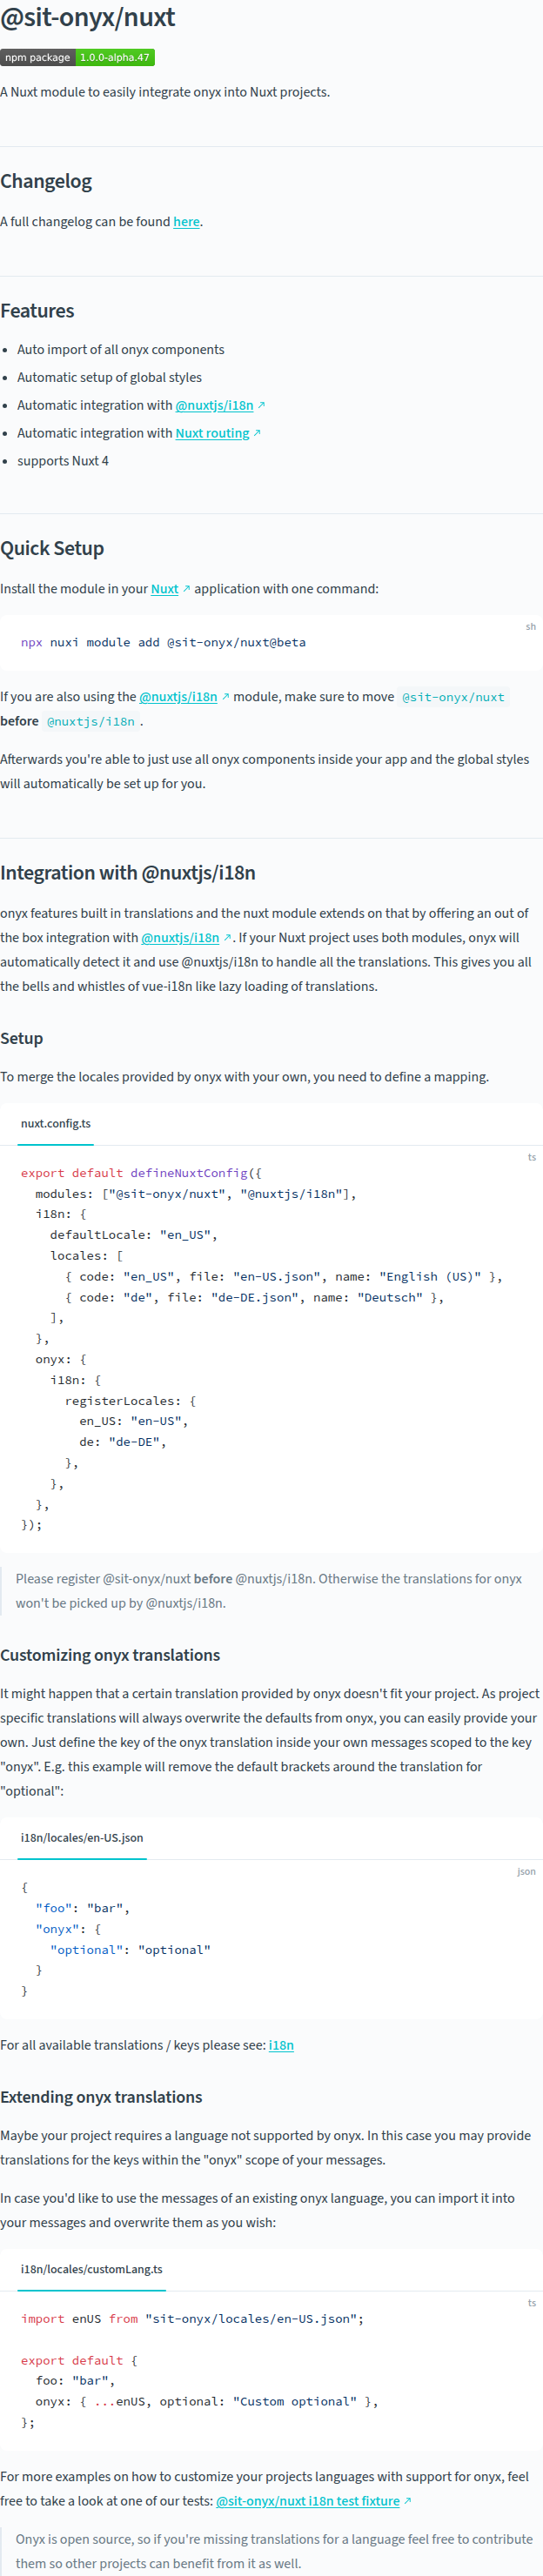 @sit-onyx/nuxt
npm package 1.0.0-alpha.47
A Nuxt module to easily integrate onyx into Nuxt projects.
Changelog
A full changelog can be found here.
Features
• Auto import of all onyx components
• Automatic setup of global styles
• Automatic integration with @nuxtjs/i18n ↗
• Automatic integration with Nuxt routing ↗
• supports Nuxt 4
Quick Setup
Install the module in your Nuxt ↗ application with one command:
sh
npx nuxi module add @sit-onyx/nuxt@beta
If you are also using the @nuxtjs/i18n ↗ module, make sure to move @sit-onyx/nuxt
before @nuxtjs/i18n .
Afterwards you're able to just use all onyx components inside your app and the global styles
will automatically be set up for you.
Integration with @nuxtjs/i18n
onyx features built in translations and the nuxt module extends on that by offering an out of
the box integration with @nuxtjs/i18n ↗. If your Nuxt project uses both modules, onyx will
automatically detect it and use @nuxtjs/i18n to handle all the translations. This gives you all
the bells and whistles of vue-i18n like lazy loading of translations.
Setup
To merge the locales provided by onyx with your own, you need to define a mapping.
nuxt.config.ts
ts
export default defineNuxtConfig({
  modules: ["@sit-onyx/nuxt", "@nuxtjs/i18n"],
  i18n: {
    defaultLocale: "en_US",
    locales: [
      { code: "en_US", file: "en-US.json", name: "English (US)" },
      { code: "de", file: "de-DE.json", name: "Deutsch" },
    ],
  },
  onyx: {
    i18n: {
      registerLocales: {
        en_US: "en-US",
        de: "de-DE",
      },
    },
  },
});
Please register @sit-onyx/nuxt before @nuxtjs/i18n. Otherwise the translations for onyx
won't be picked up by @nuxtjs/i18n.
Customizing onyx translations
It might happen that a certain translation provided by onyx doesn't fit your project. As project
specific translations will always overwrite the defaults from onyx, you can easily provide your
own. Just define the key of the onyx translation inside your own messages scoped to the key
"onyx". E.g. this example will remove the default brackets around the translation for
"optional":
i18n/locales/en-US.json
json
{
  "foo": "bar",
  "onyx": {
    "optional": "optional"
  }
}
For all available translations / keys please see: i18n
Extending onyx translations
Maybe your project requires a language not supported by onyx. In this case you may provide
translations for the keys within the "onyx" scope of your messages.
In case you'd like to use the messages of an existing onyx language, you can import it into
your messages and overwrite them as you wish:
i18n/locales/customLang.ts
ts
import enUS from "sit-onyx/locales/en-US.json";
export default {
  foo: "bar",
  onyx: { ...enUS, optional: "Custom optional" },
};
For more examples on how to customize your projects languages with support for onyx, feel
free to take a look at one of our tests: @sit-onyx/nuxt i18n test fixture ↗
Onyx is open source, so if you're missing translations for a language feel free to contribute
them so other projects can benefit from it as well.